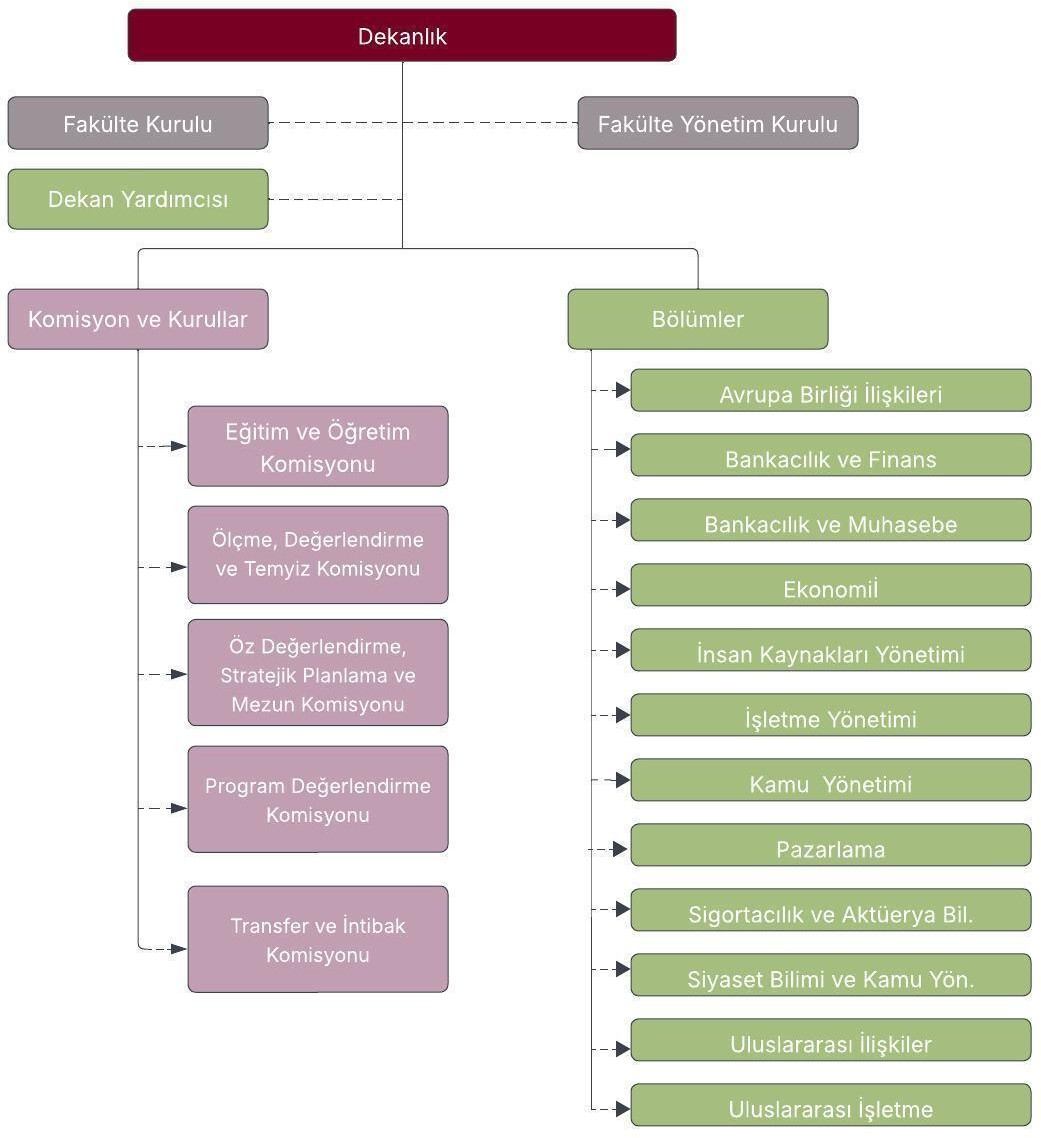 Dekanlık
Fakülte Kurulu
Fakülte Yönetim Kurulu
Dekan Yardımcısı
Komisyon ve Kurullar
Eğitim ve Öğretim
Komisyonu
Ölçme, Değerlendirme
ve Temyiz Komisyonu
Öz Değerlendirme,
Stratejik Planlama ve
Mezun Komisyonu
Program Değerlendirme
Komisyonu
Transfer ve İntibak
Komisyonu
Bölümler
Avrupa Birliği İlişkileri
Bankacılık ve Finans
Bankacılık ve Muhasebe
Ekonomiİ
İnsan Kaynakları Yönetimi
İşletme Yönetimi
Kamu  Yönetimi
Pazarlama
Sigortacılık ve Aktüerya Bil.
Siyaset Bilimi ve Kamu Yön.
Uluslararası İlişkiler
Uluslararası İşletme